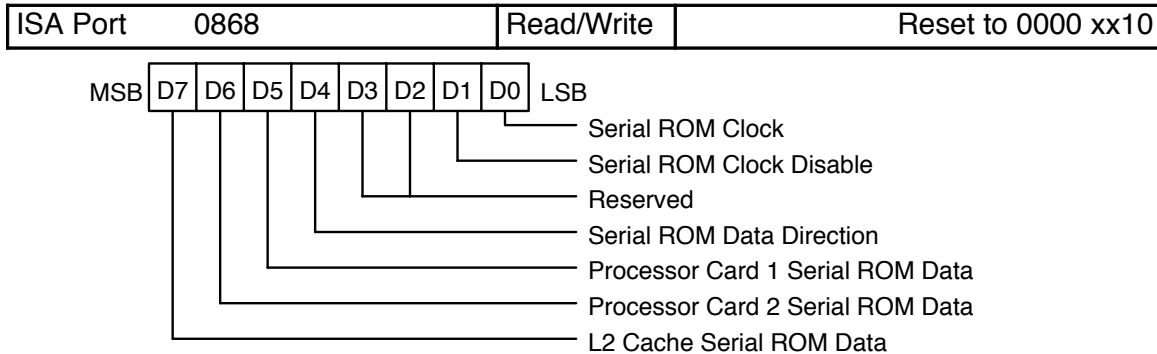 ISA Port 0868 Read/Write Reset to 0000 xx10
MSB D7 D6 D5 D4 D3 D2 D1 D0 LSB
Serial ROM Clock
Serial ROM Clock Disable
Reserved
Serial ROM Data Direction
Processor Card 1 Serial ROM Data
Processor Card 2 Serial ROM Data
L2 Cache Serial ROM Data